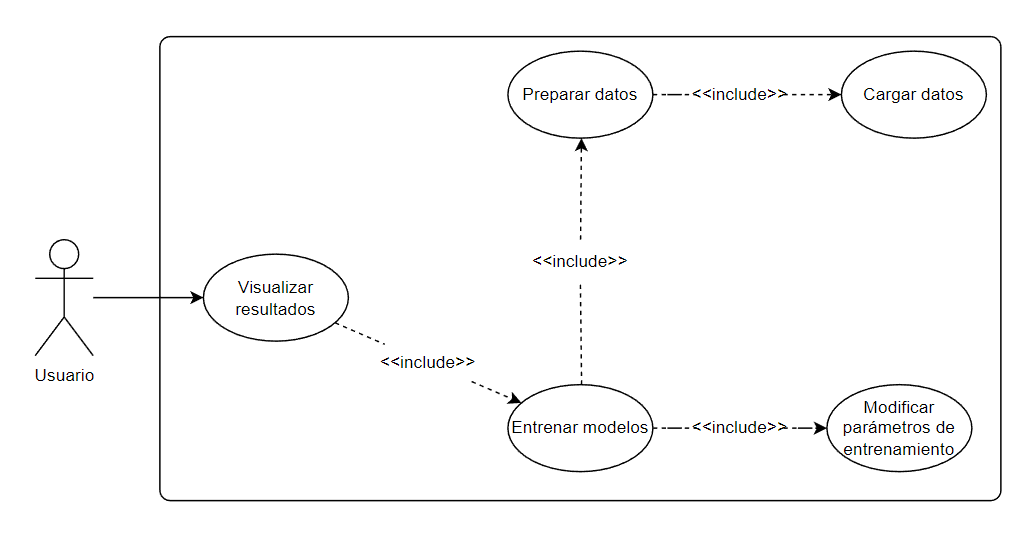 Preparar datos
<<include>>
Cargar datos
<<include>>
Visualizar
resultados
<<include>>
Usuario
Entrenar modelos
<<include>>
Modificar
parámetros de
entrenamiento